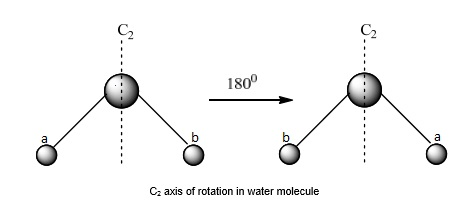 C₂
C₂
180⁰
a
b
b
a
C₂ axis of rotation in water molecule